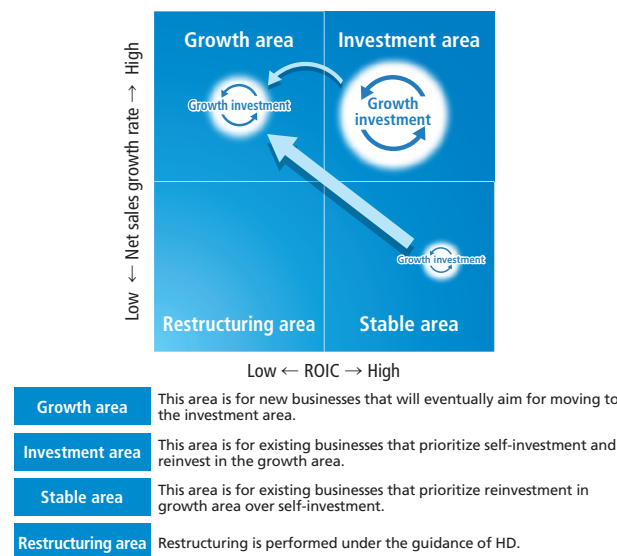 Low ← Net sales growth rate → High
Growth area
Investment area
Growth investment
Growth
investment
Growth investment
Restructuring area
Stable area
Low ← ROIC → High
Growth area
This area is for new businesses that will eventually aim for moving to
the investment area.
Investment area
This area is for existing businesses that prioritize self-investment and
reinvest in the growth area.
Stable area
This area is for existing businesses that prioritize reinvestment in
growth area over self-investment.
Restructuring area
Restructuring is performed under the guidance of HD.